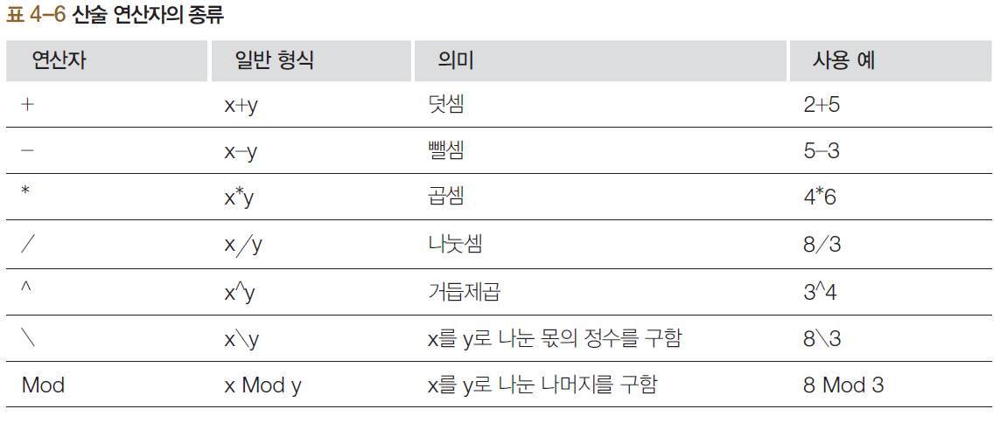 표 4-6 산술 연산자의 종류
연산자 일반 형식 의미 사용 예
+ x+y 덧셈 2+5
- x-y 뺄셈 5-3
* x*y 곱셈 4*6
/ x/y 나눗셈 8/3
^ x^y 거듭제곱 3^4
\ x\y x를 y로 나눈 몫의 정수를 구함 8\3
Mod x Mod y x를 y로 나눈 나머지를 구함 8 Mod 3